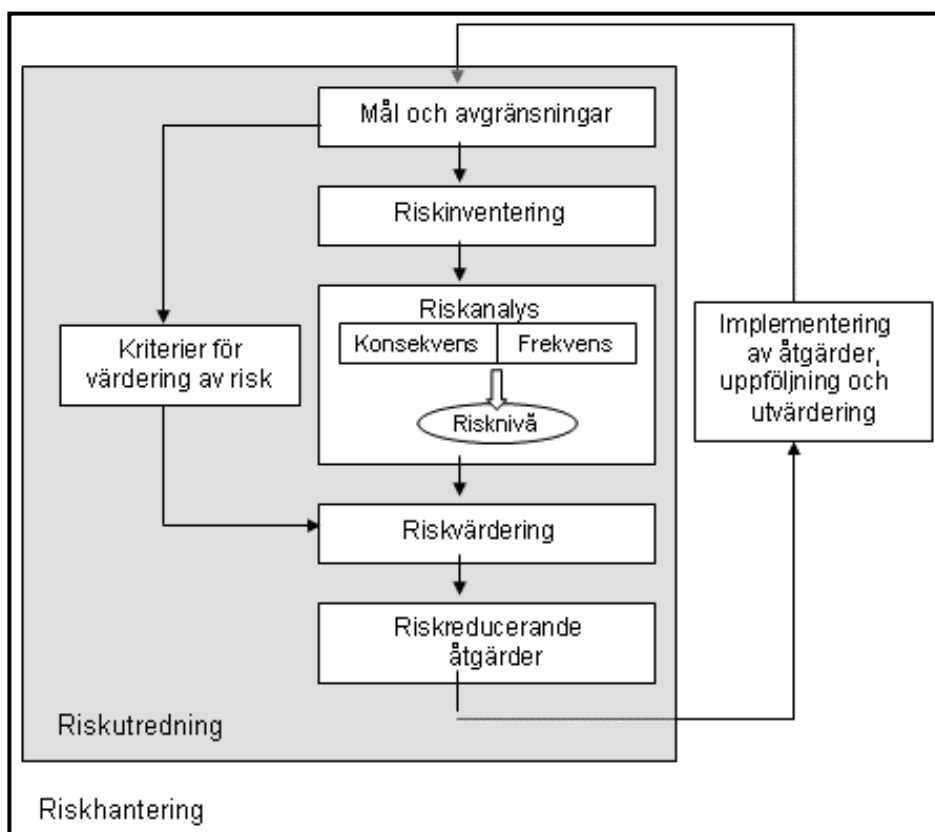 Mål och avgränsningar
Riskinventering
Riskanalys
Konsekvens
Frekvens
Risknivå
Kriterier för
värdering av risk
Implementering
av åtgärder,
uppföljning och
utvärdering
Riskvärdering
Riskreducerande
åtgärder
Riskutredning
Riskhantering